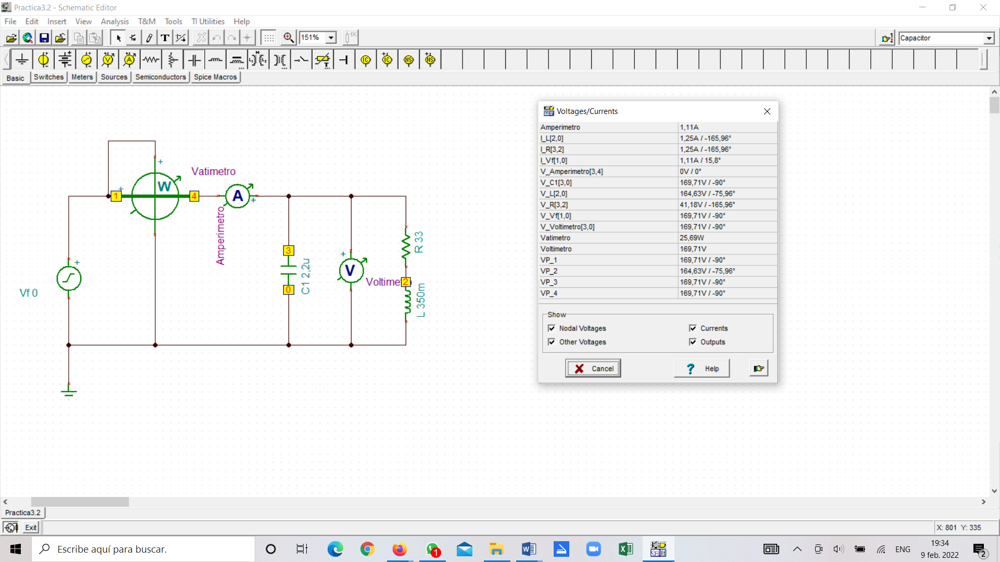 Practica3.2 - Schematic Editor
File Edit Insert View Analysis T&M Tools TI Utilities Help
151%
1K
Capacitor
Basic Switches Meters Sources Semiconductors Spice Macros
Voltages/Currents
Amperimetro 1,11A
I_L[2,0] 1,25A / -165,96°
I_R[3,2] 1,25A / -165,96°
I_Vf[1,0] 1,11A / 15,8°
V_Amperimetro[3,4] 0V / 0°
V_C1[3,0] 169,71V / -90°
V_L[2,0] 164,63V / -75,96°
V_R[3,2] 41,18V / -165,96°
V_Vf[1,0] 169,71V / -90°
V_Voltimetro[3,0] 169,71V / -90°
Vatimetro 25,69W
Voltimetro 169,71V
VP_1 169,71V / -90°
VP_2 164,63V / -75,96°
VP_3 169,71V / -90°
VP_4 169,71V / -90°
Show
Nodal Voltages Currents
Other Voltages Outputs
Cancel ? Help
Vatimetro
+
W
+
1
4
A
+
Amperimetro
3
0
C1 2,2u
+
V
Voltime
R 33
2
L 350m
+
Vf 0
Practica3.2
Exit
X: 801 Y: 335
Escribe aquí para buscar.
1
ENG
19:34
9 feb. 2022
2